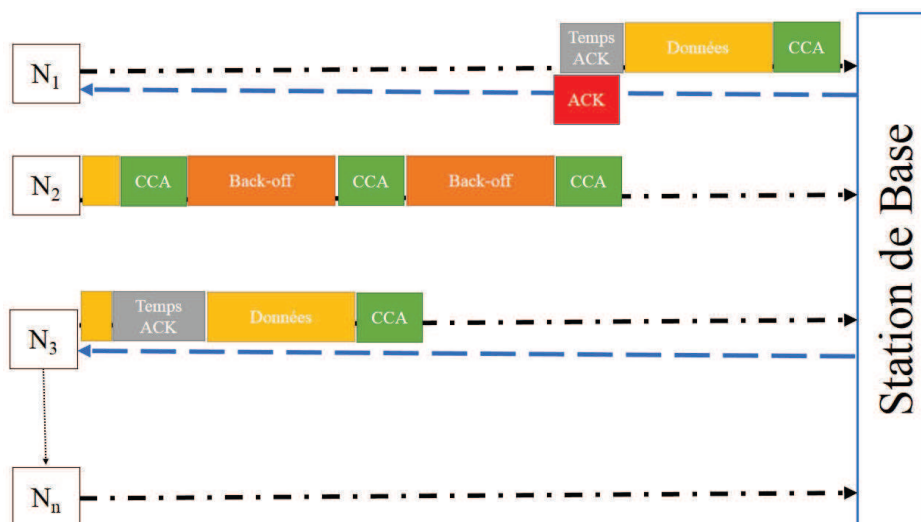 Temps
ACK
Données
CCA
N1
ACK
N2
CCA
Back-off
CCA
Back-off
CCA
Temps
ACK
Données
CCA
N3
Nn
Station de Base